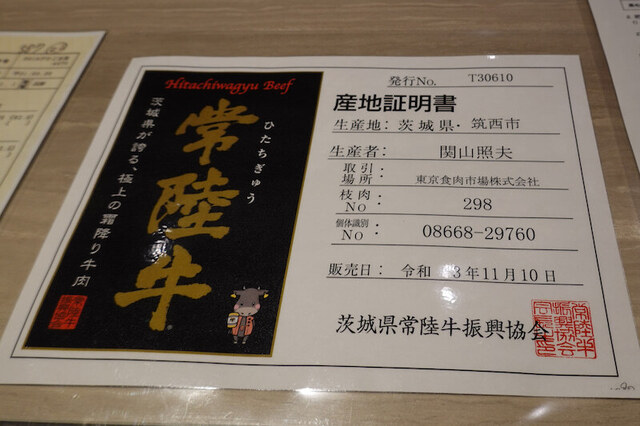 Hitachiwagyu Beef
常陸牛
ひたちぎゅう
茨城県が誇る、極上の霜降り牛肉
発行No. T30610
産地証明書
生産地：茨城県・筑西市
生産者：関山照夫
取引場所：東京食肉市場株式会社
枝肉No：298
個体識別No：08668-29760
販売日：令和 3年11月10日
茨城県常陸牛振興協会